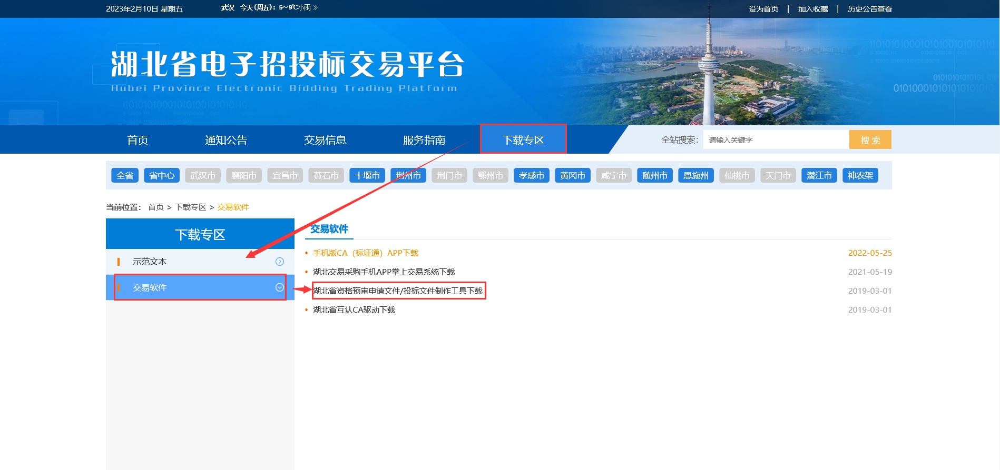 2023年2月10日 星期五
武汉 今天(周五)：5～9℃小雨
设为首页 | 加入收藏 | 历史公告查看
湖北省电子招投标交易平台
Hubei Province Electronic Bidding Trading Platform
首页 通知公告 交易信息 服务指南 下载专区
全站搜索： 请输入关键字 搜 索
全省 省中心 武汉市 襄阳市 宜昌市 黄石市 十堰市 荆州市 荆门市 鄂州市 孝感市 黄冈市 咸宁市 随州市 恩施州 仙桃市 天门市 潜江市 神农架
当前位置： 首页 > 下载专区 > 交易软件
下载专区
示范文本
交易软件
交易软件
手机版CA（标证通）APP下载 2022-05-25
湖北交易采购手机APP掌上交易系统下载 2021-05-19
湖北省资格预审申请文件/投标文件制作工具下载 2019-03-01
湖北省互认CA驱动下载 2019-03-01